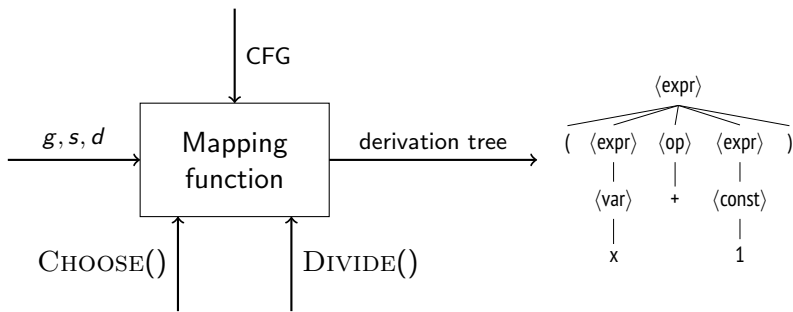 CFG
g, s, d
Mapping
function
derivation tree
CHOOSE()
DIVIDE()
⟨expr⟩
( ⟨expr⟩ ⟨op⟩ ⟨expr⟩ )
⟨var⟩ + ⟨const⟩
x 1